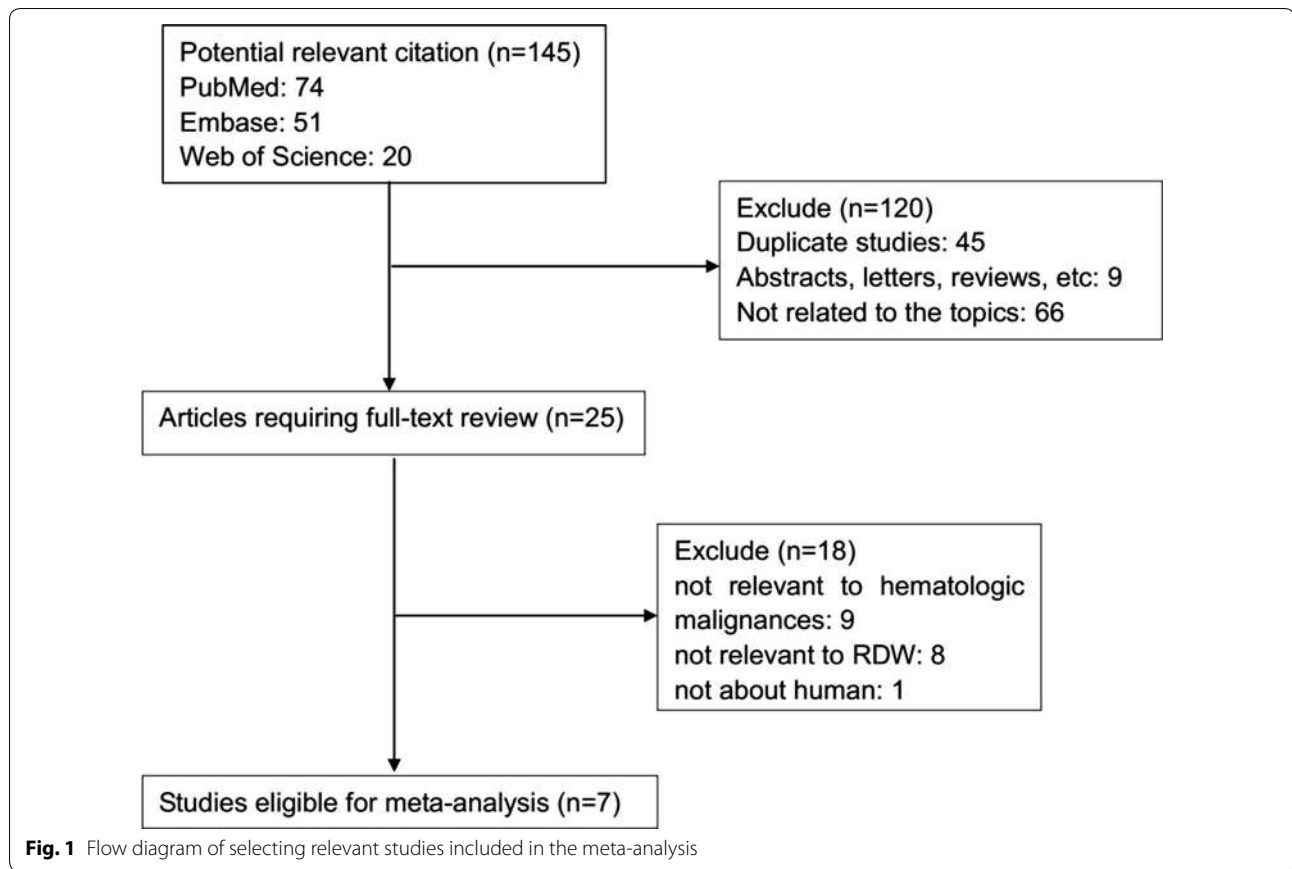 Potential relevant citation (n=145)
PubMed: 74
Embase: 51
Web of Science: 20
Exclude (n=120)
Duplicate studies: 45
Abstracts, letters, reviews, etc: 9
Not related to the topics: 66
Articles requiring full-text review (n=25)
Exclude (n=18)
not relevant to hematologic
malignances: 9
not relevant to RDW: 8
not about human: 1
Studies eligible for meta-analysis (n=7)
Fig. 1 Flow diagram of selecting relevant studies included in the meta-analysis